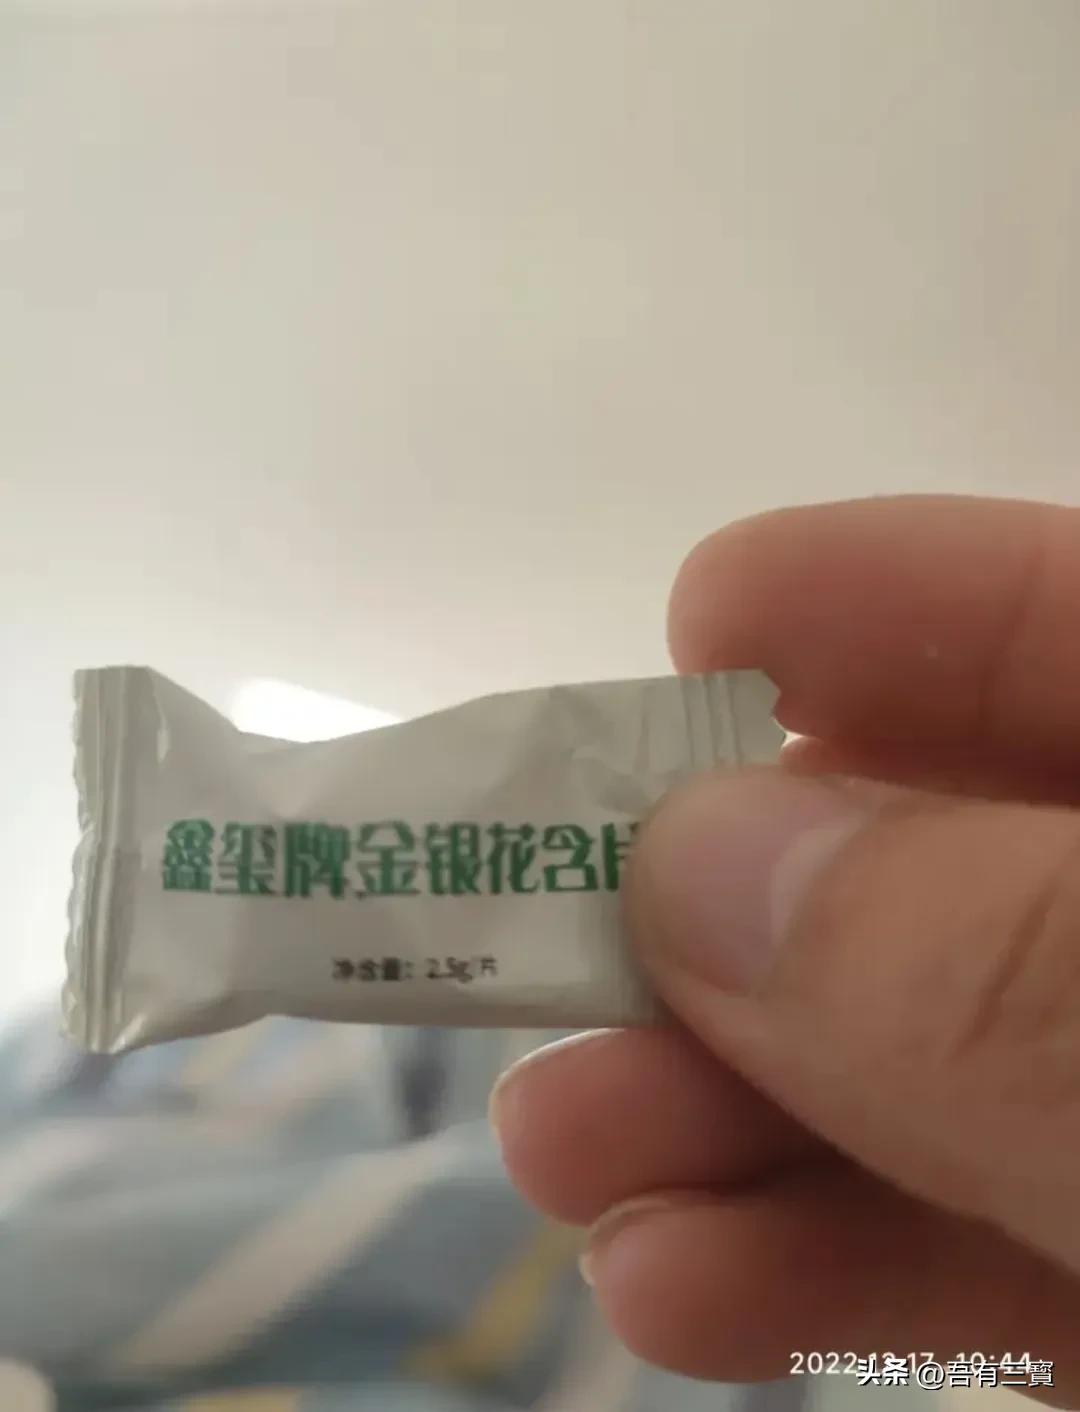 鑫玺牌金银花含片
净含量：2.5g/片
2022.12.17 10:44
头条 @吾有三寳